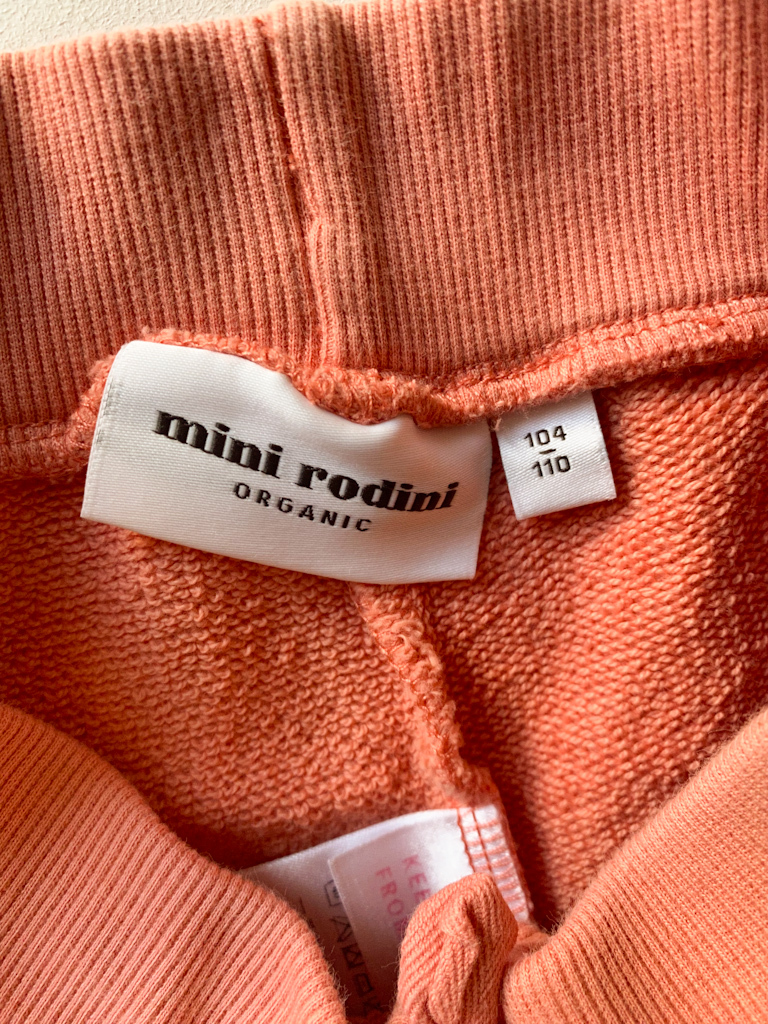 mini rodini
ORGANIC
104
–
110